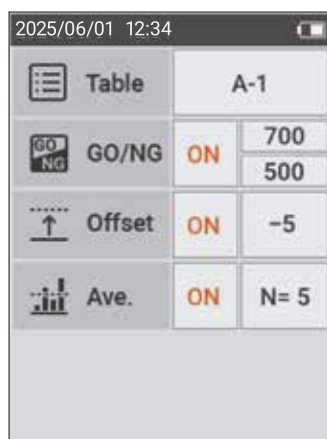 2025/06/01 12:34
Table A-1
GO
NG
GO/NG ON 700
500
Offset ON −5
Ave. ON N= 5